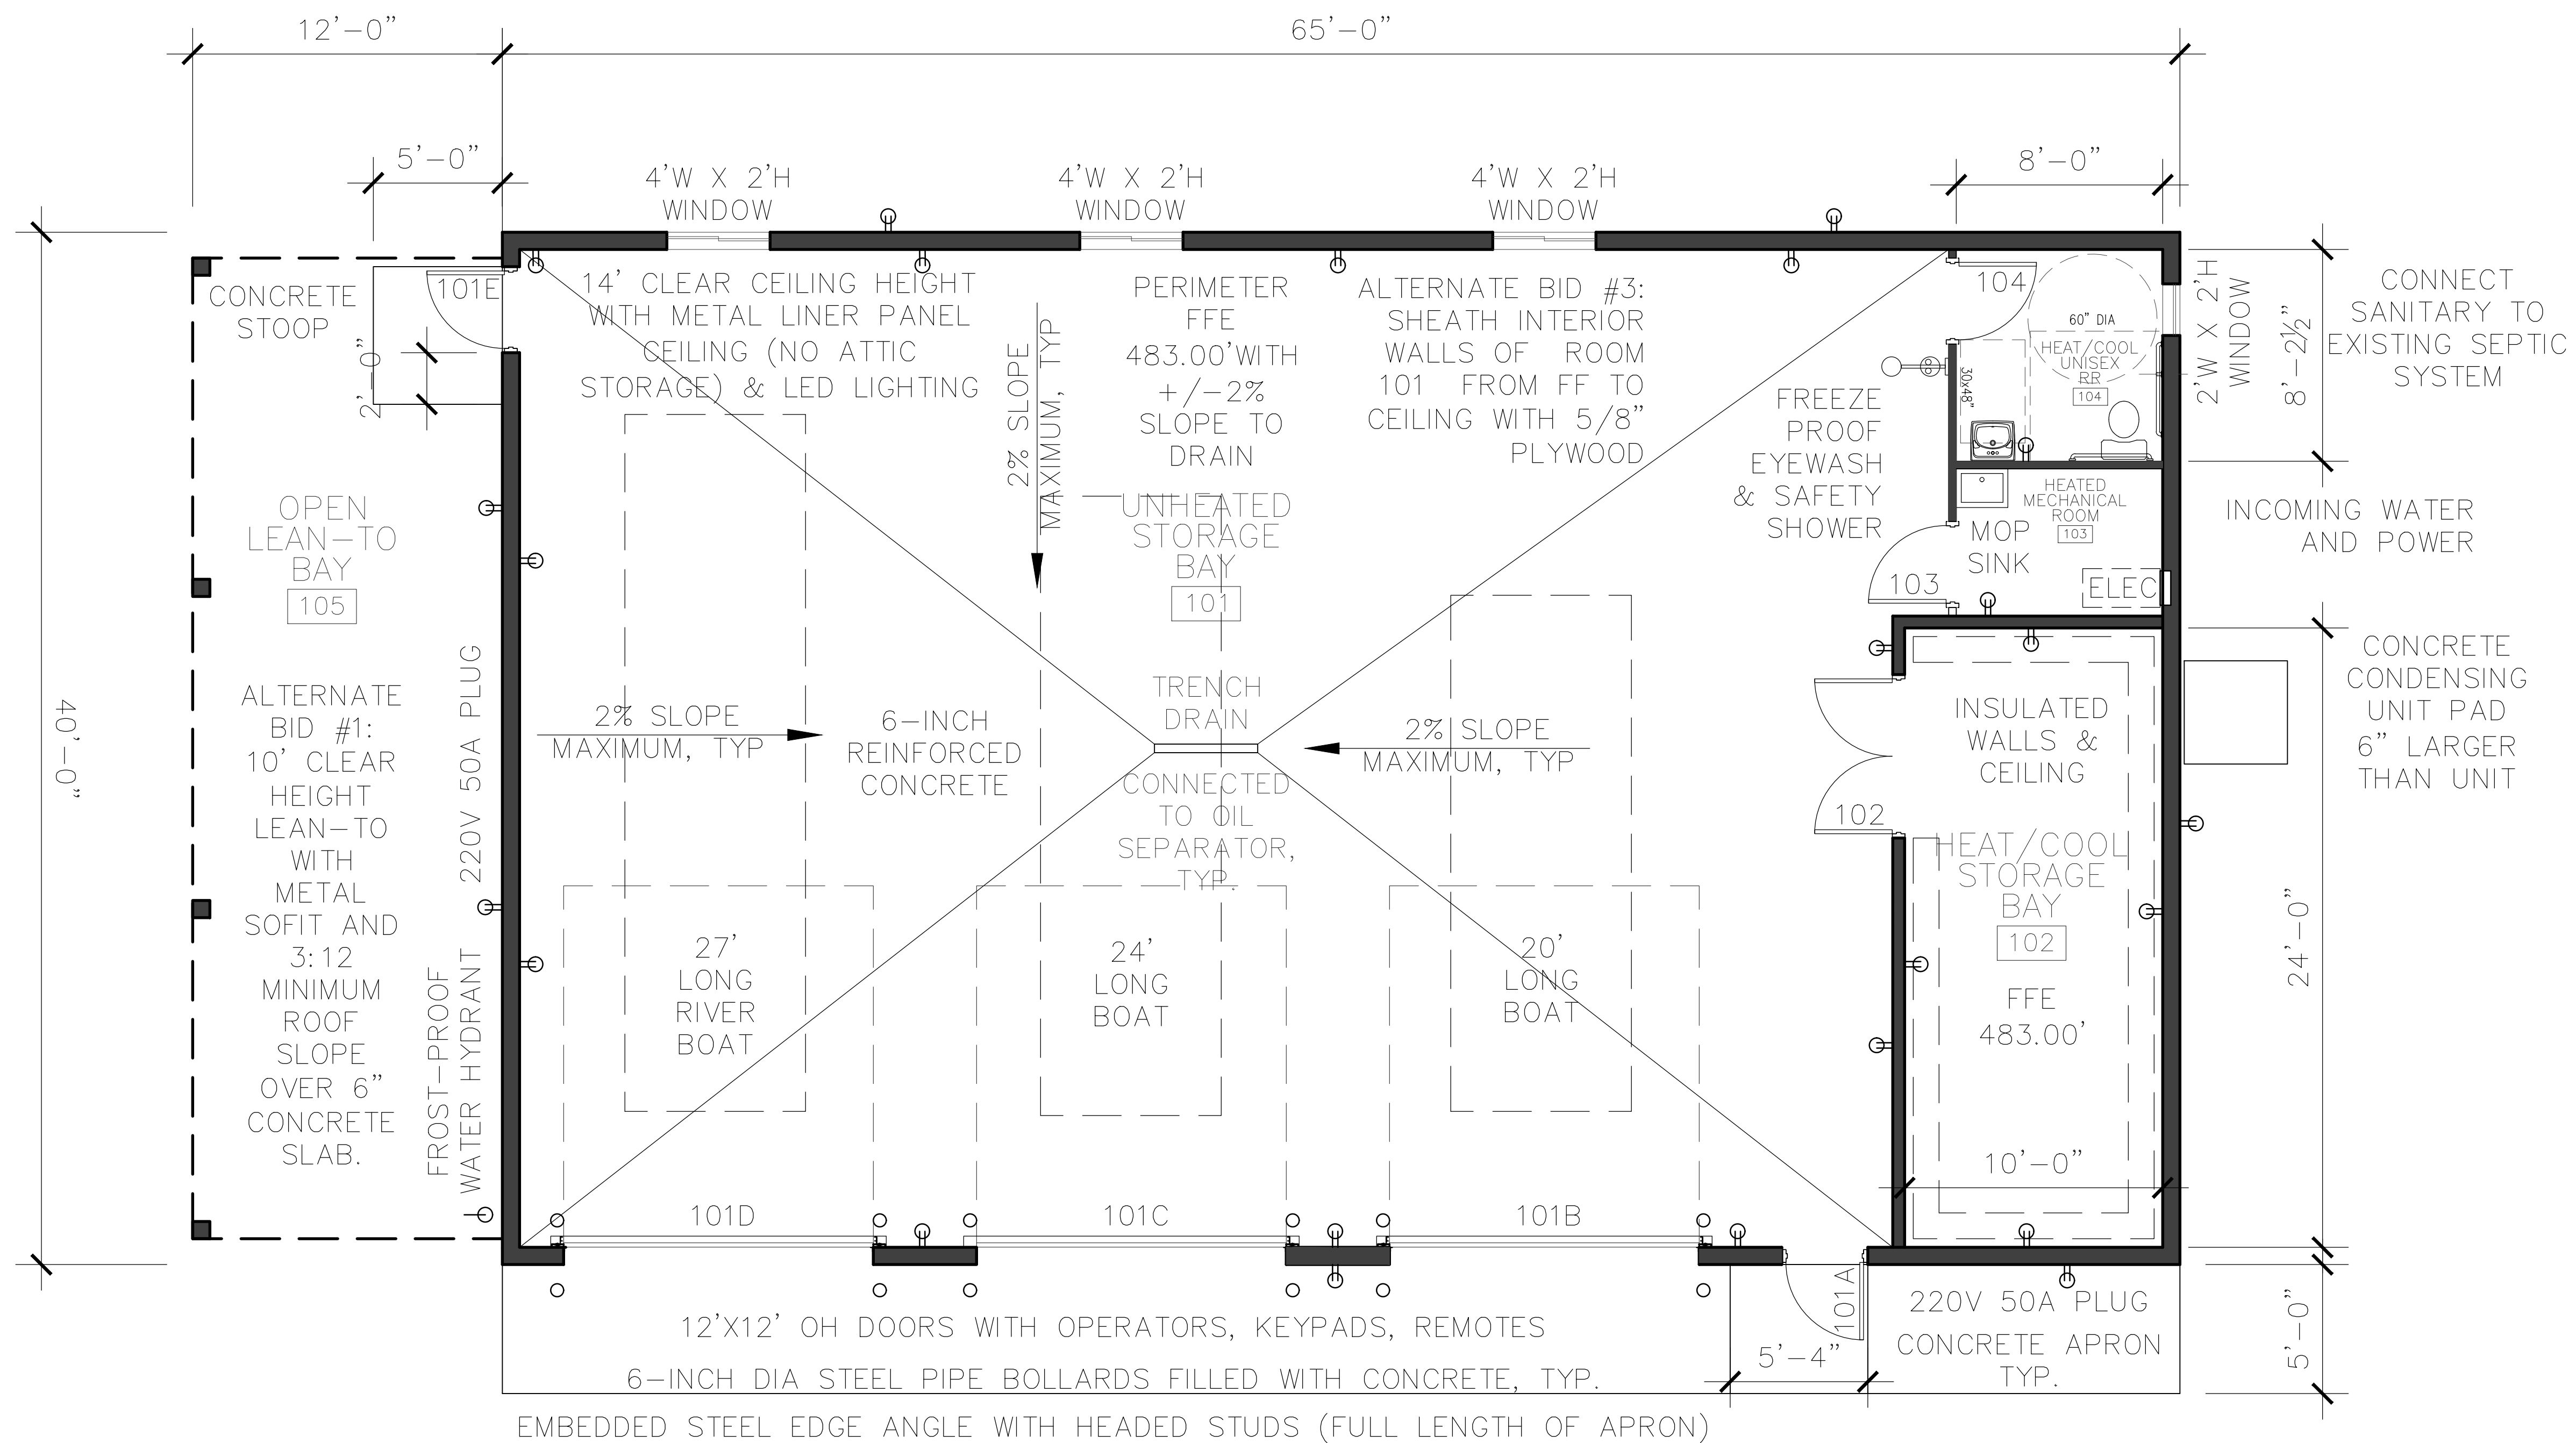 12'-0"
65'-0"
5'-0"
4'W X 2'H
WINDOW
4'W X 2'H
WINDOW
4'W X 2'H
WINDOW
8'-0"
CONCRETE
STOOP
101E
2'-0"
14' CLEAR CEILING HEIGHT
WITH METAL LINER PANEL
CEILING (NO ATTIC
STORAGE) & LED LIGHTING
2% SLOPE
MAXIMUM, TYP
PERIMETER
FFE
483.00'WITH
+/-2%
SLOPE TO
DRAIN
ALTERNATE BID #3:
SHEATH INTERIOR
WALLS OF ROOM
101 FROM FF TO
CEILING WITH 5/8"
PLYWOOD
FREEZE
PROOF
EYEWASH
& SAFETY
SHOWER
104
60" DIA
HEAT/COOL
UNISEX
RR
104
30x48"
2'W X 2'H
WINDOW
8'-2½"
CONNECT
SANITARY TO
EXISTING SEPTIC
SYSTEM
OPEN
LEAN-TO
BAY
105
UNHEATED
STORAGE
BAY
101
HEATED
MECHANICAL
ROOM
103
MOP
SINK
103
ELEC
INCOMING WATER
AND POWER
40'-0"
ALTERNATE
BID #1:
10' CLEAR
HEIGHT
LEAN-TO
WITH
METAL
SOFIT AND
3:12
MINIMUM
ROOF
SLOPE
OVER 6"
CONCRETE
SLAB.
220V 50A PLUG
FROST-PROOF
WATER HYDRANT
2% SLOPE
MAXIMUM, TYP
6-INCH
REINFORCED
CONCRETE
TRENCH
DRAIN
CONNECTED
TO OIL
SEPARATOR,
TYP.
2% SLOPE
MAXIMUM, TYP
102
INSULATED
WALLS &
CEILING
HEAT/COOL
STORAGE
BAY
102
FFE
483.00'
10'-0"
CONCRETE
CONDENSING
UNIT PAD
6" LARGER
THAN UNIT
24'-0"
27'
LONG
RIVER
BOAT
24'
LONG
BOAT
20'
LONG
BOAT
101D
101C
101B
101A
12'X12' OH DOORS WITH OPERATORS, KEYPADS, REMOTES
6-INCH DIA STEEL PIPE BOLLARDS FILLED WITH CONCRETE, TYP.
EMBEDDED STEEL EDGE ANGLE WITH HEADED STUDS (FULL LENGTH OF APRON)
5'-4"
220V 50A PLUG
CONCRETE APRON
TYP.
5'-0"